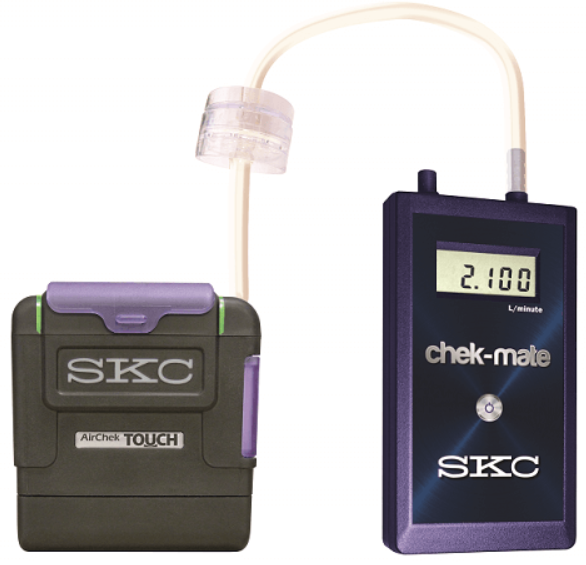 2.100
L/minute
chek-mate
SKC
SKC
AirChek TOUCH